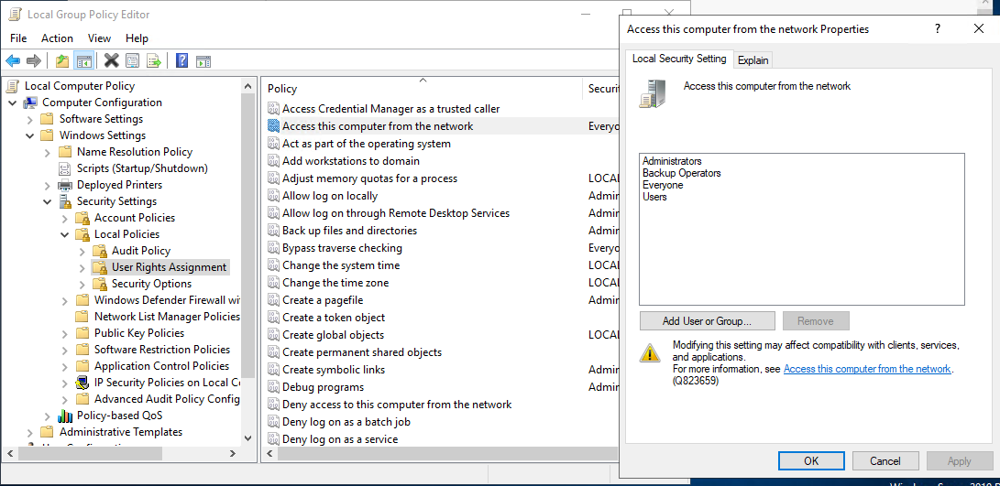 Local Group Policy Editor
File Action View Help
Local Computer Policy
Computer Configuration
Software Settings
Windows Settings
Name Resolution Policy
Scripts (Startup/Shutdown)
Deployed Printers
Security Settings
Account Policies
Local Policies
Audit Policy
User Rights Assignment
Security Options
Windows Defender Firewall wi
Network List Manager Policies
Public Key Policies
Software Restriction Policies
Application Control Policies
IP Security Policies on Local C
Advanced Audit Policy Config
Policy-based QoS
Administrative Templates
Policy Securi
Access Credential Manager as a trusted caller
Access this computer from the network Everyo
Act as part of the operating system
Add workstations to domain
Adjust memory quotas for a process LOCA
Allow log on locally Admin
Allow log on through Remote Desktop Services Admin
Back up files and directories Admin
Bypass traverse checking Everyo
Change the system time LOCA
Change the time zone LOCA
Create a pagefile Admin
Create a token object
Create global objects LOCA
Create permanent shared objects
Create symbolic links Admin
Debug programs Admin
Deny access to this computer from the network
Deny log on as a batch job
Deny log on as a service
Access this computer from the network Properties
?
Local Security Setting Explain
Access this computer from the network
Administrators
Backup Operators
Everyone
Users
Add User or Group... Remove
Modifying this setting may affect compatibility with clients, services,
and applications.
For more information, see Access this computer from the network.
(Q823659)
OK Cancel Apply